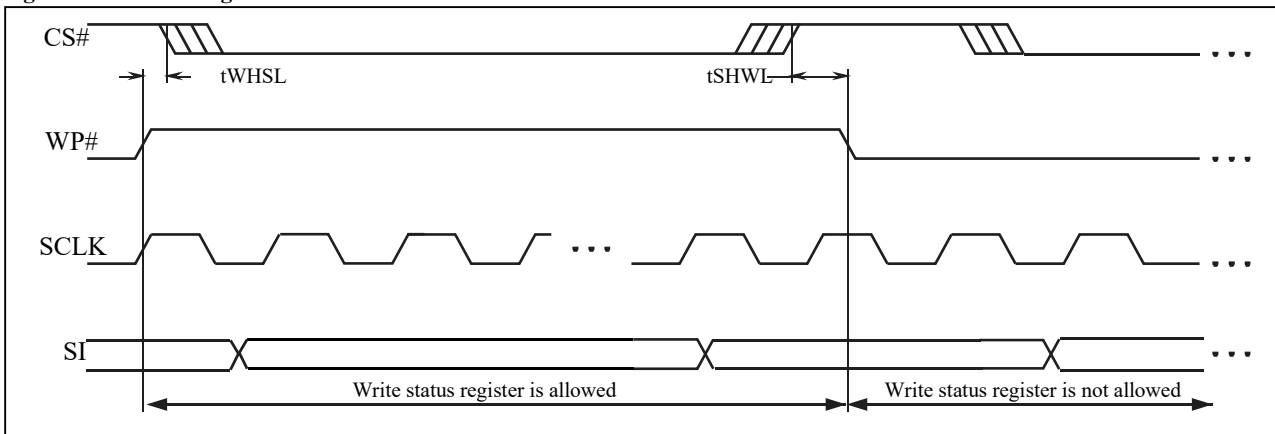 CS#
tWHSL
tSHWL
WP#
SCLK
SI
Write status register is allowed
Write status register is not allowed